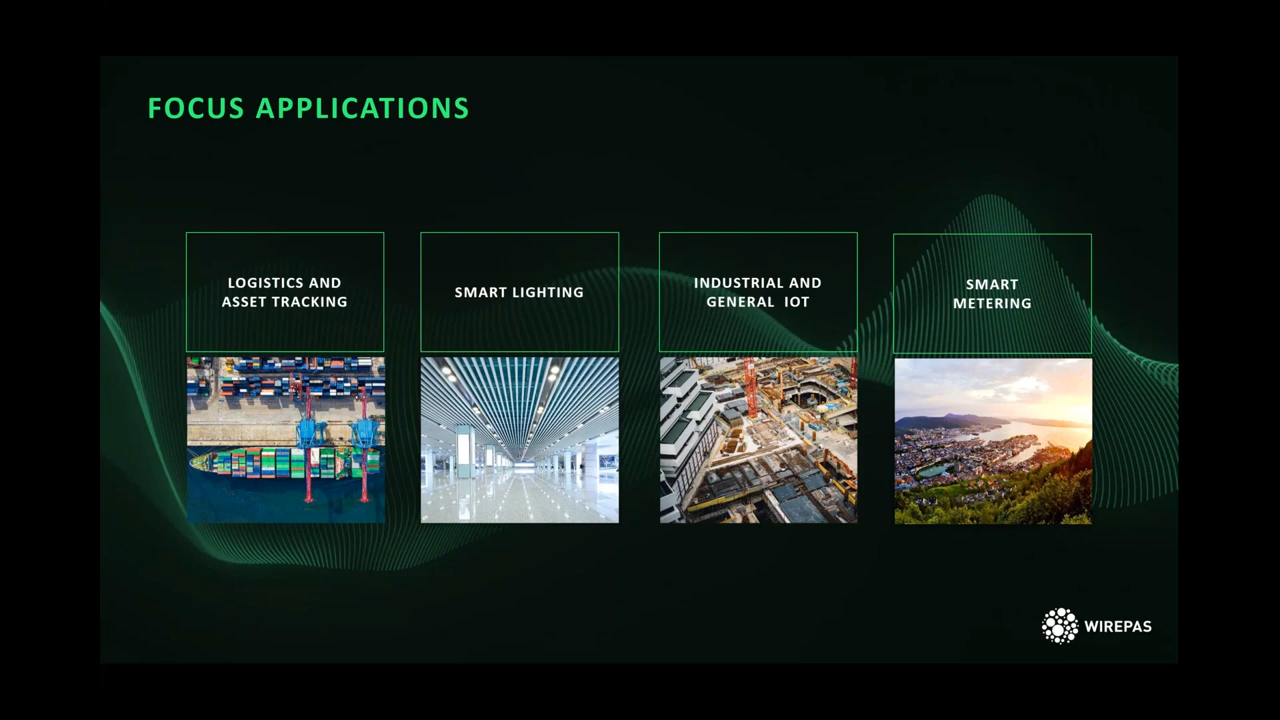 FOCUS APPLICATIONS
LOGISTICS AND
ASSET TRACKING
SMART LIGHTING
INDUSTRIAL AND
GENERAL IOT
SMART
METERING
WIREPAS